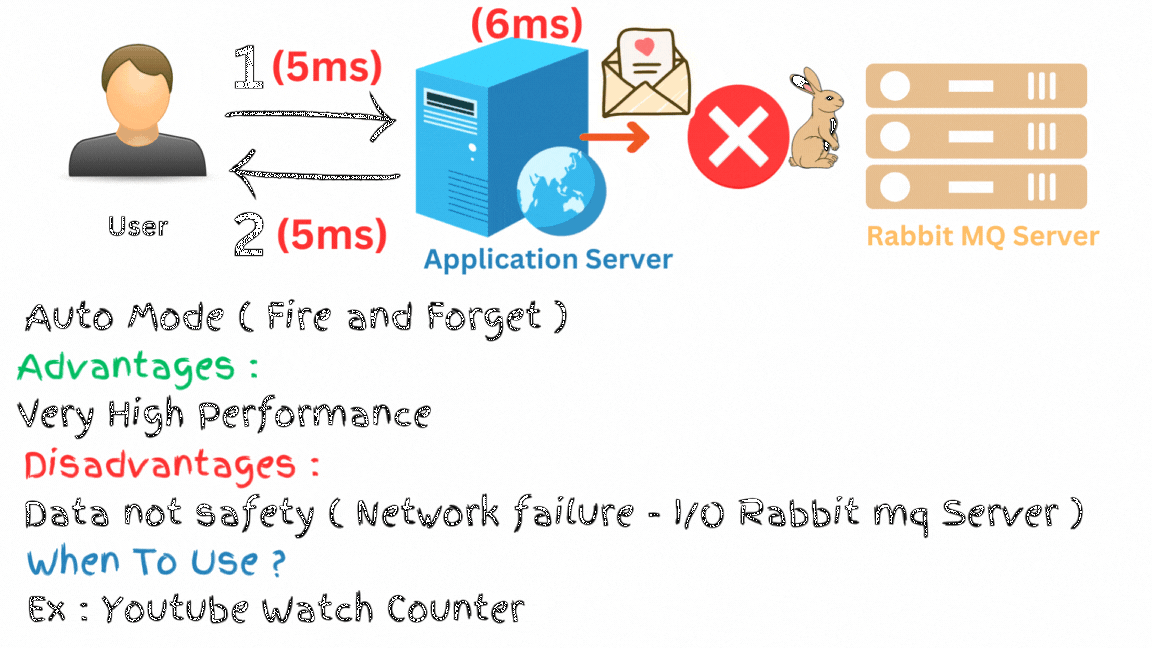 (6ms)
1 (5ms)
2 (5ms)
User
Application Server
Rabbit MQ Server
Auto Mode ( Fire and Forget )
Advantages :
Very High Performance
Disadvantages :
Data not safety ( Network failure - I/O Rabbit mq Server )
When To Use ?
Ex : Youtube Watch Counter